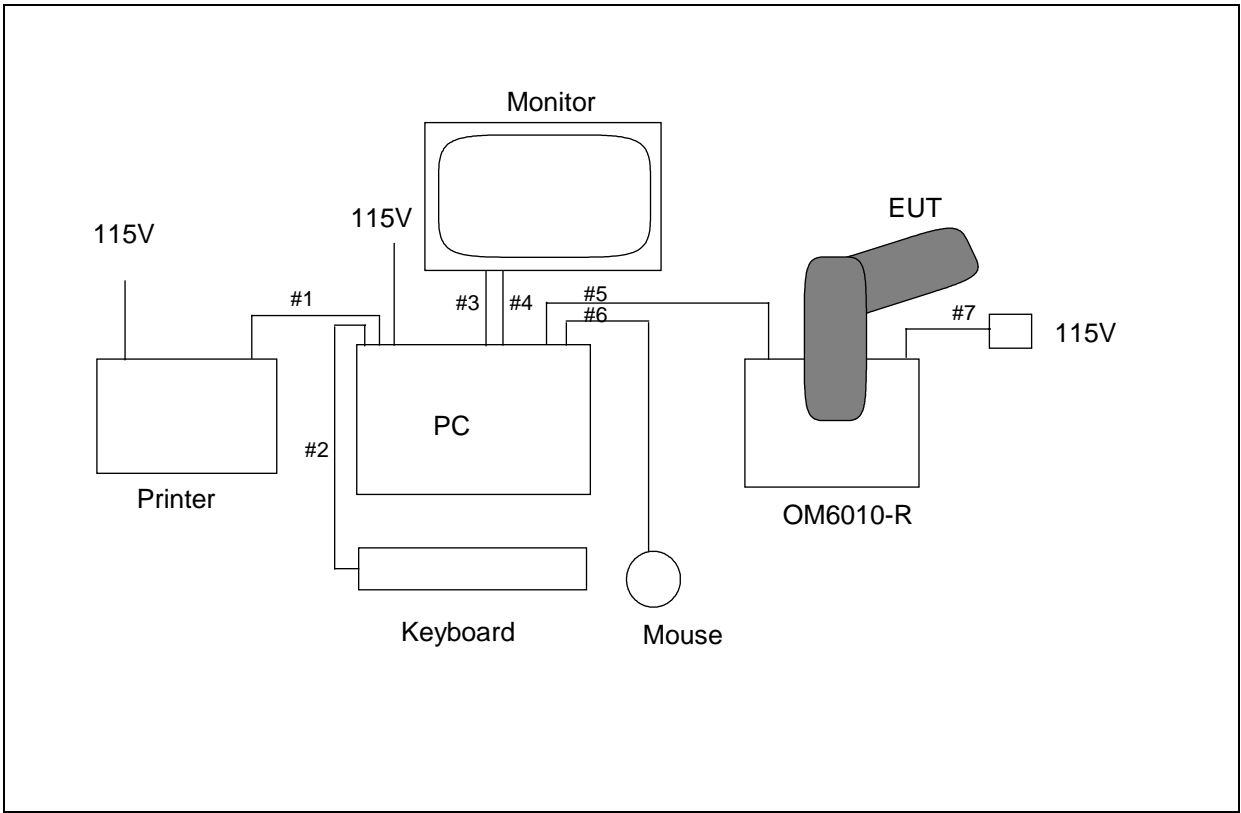 Monitor
EUT
115V
115V
#1
#3
#4
#5
#6
#7
115V
PC
#2
Printer
OM6010-R
Keyboard
Mouse